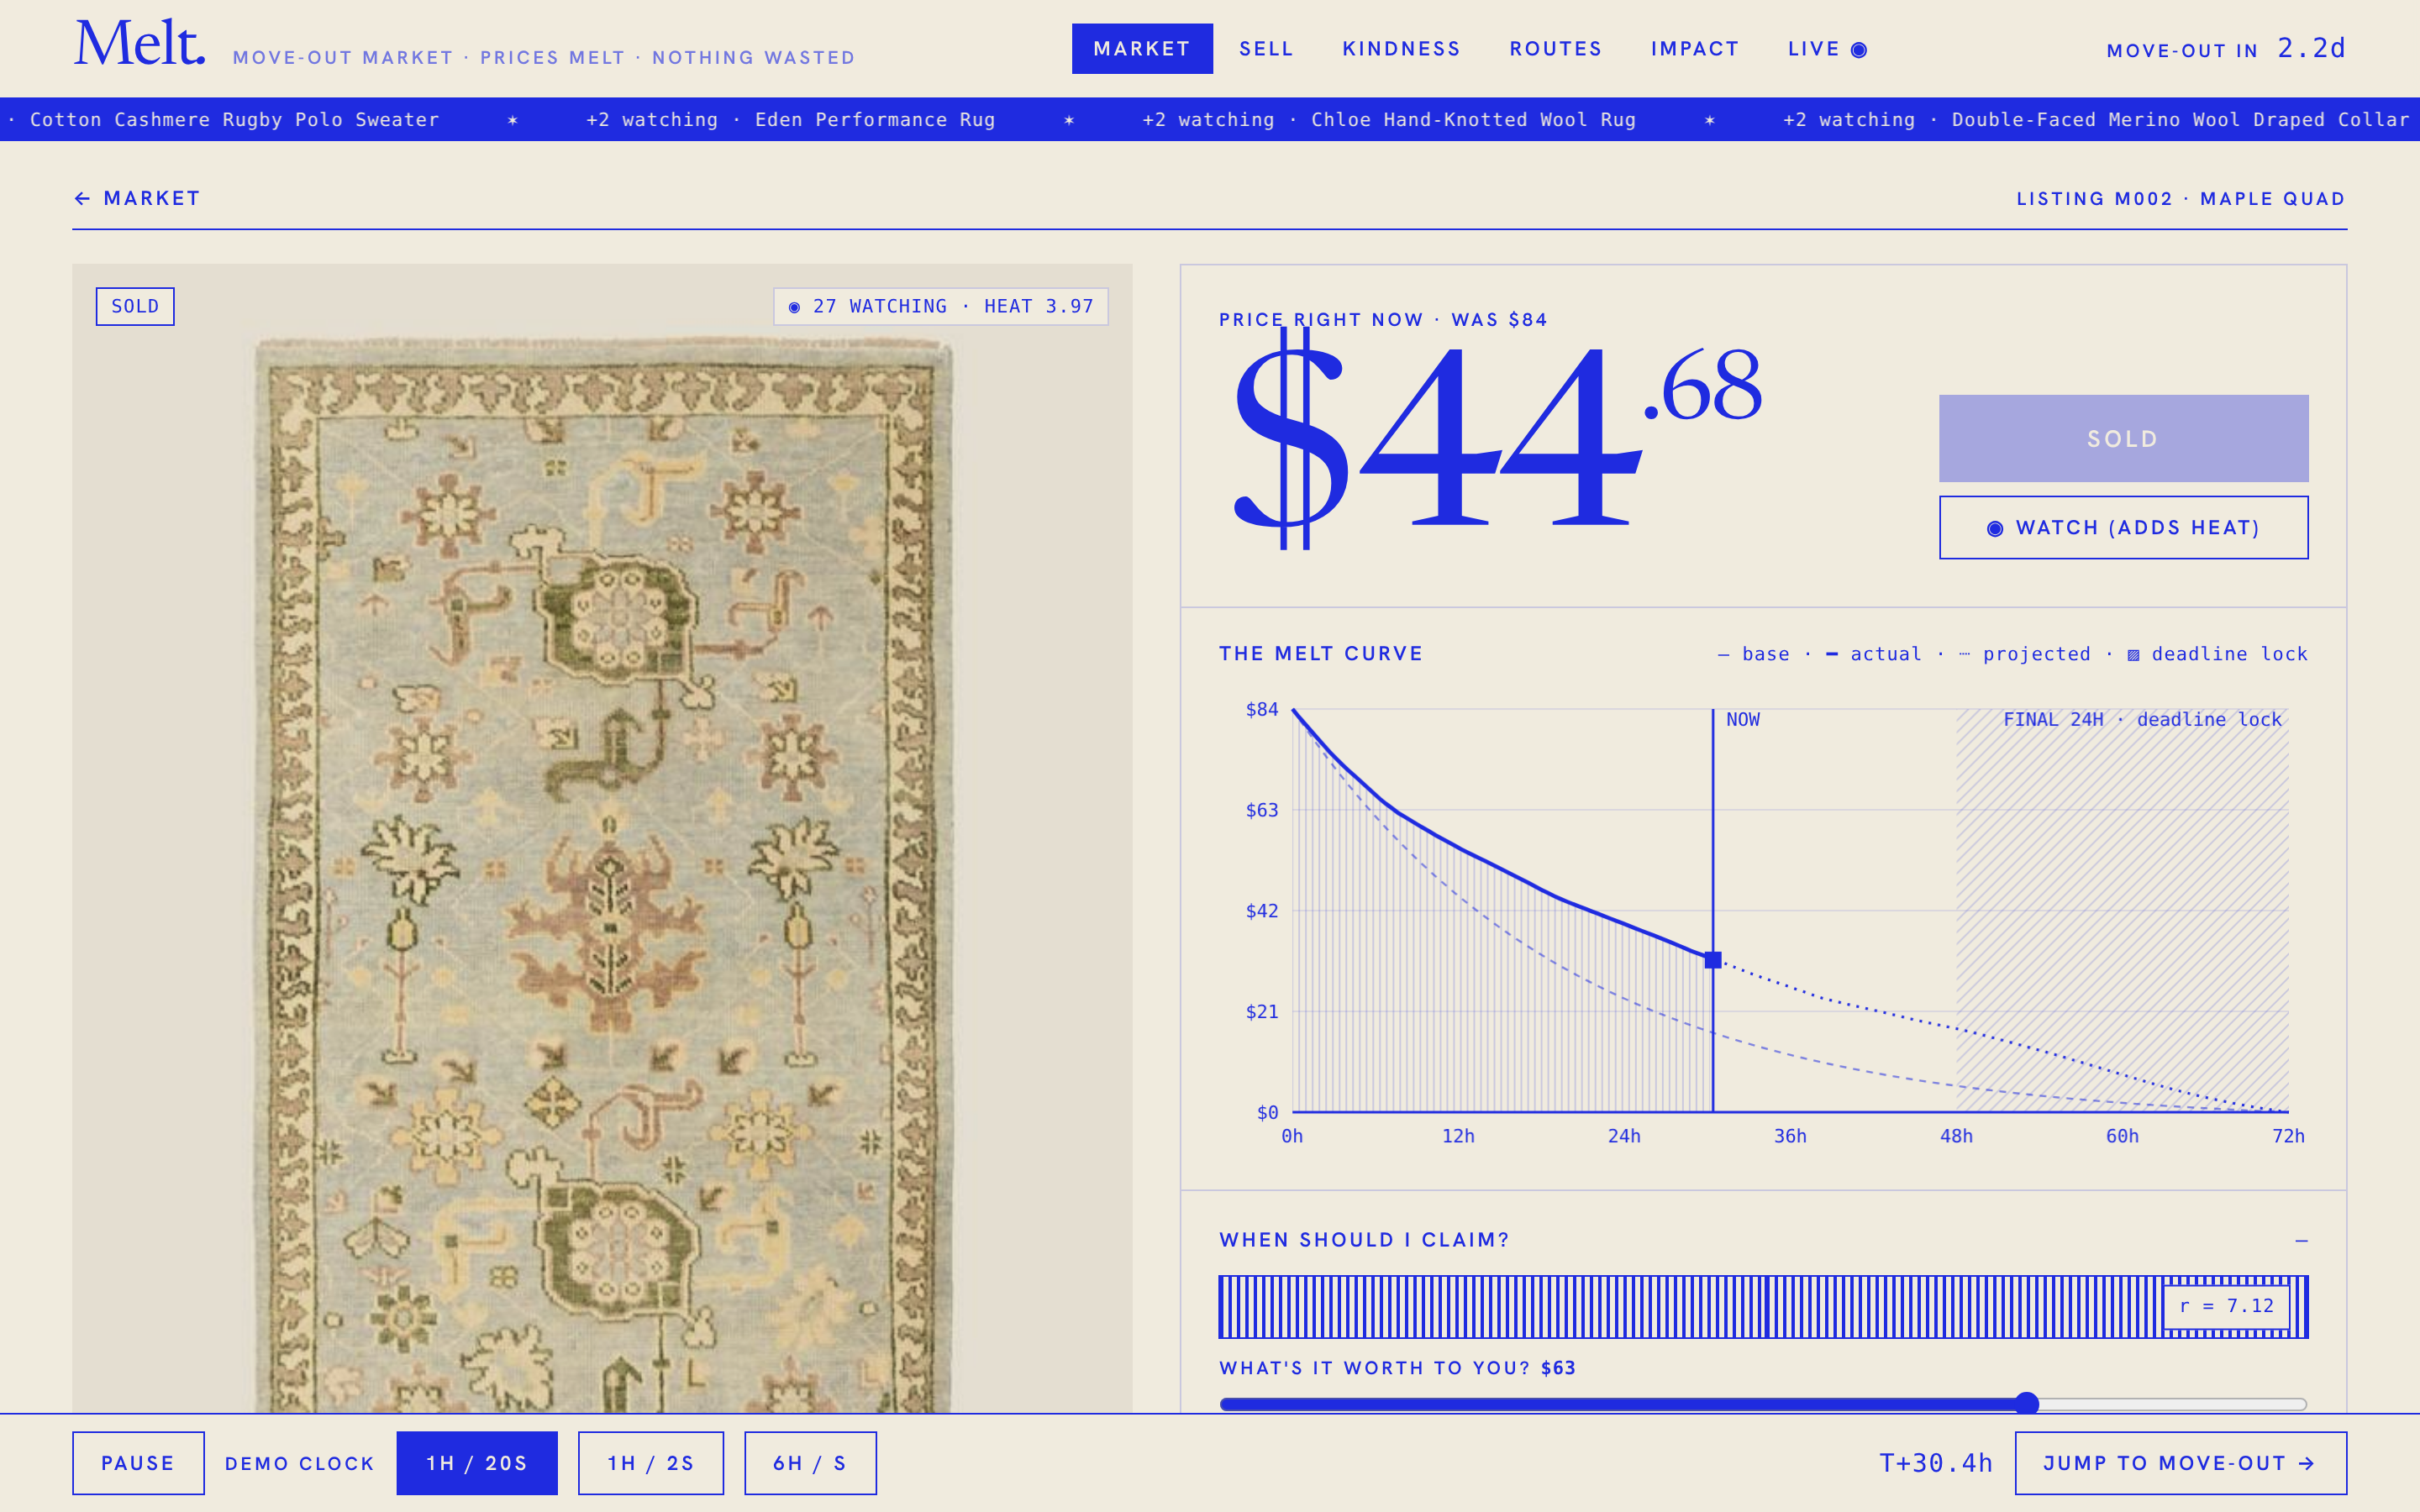 Melt. MOVE-OUT MARKET · PRICES MELT · NOTHING WASTED
MARKET SELL KINDNESS ROUTES IMPACT LIVE ◉
MOVE-OUT IN 2.2d
· Cotton Cashmere Rugby Polo Sweater ✶ +2 watching · Eden Performance Rug ✶ +2 watching · Chloe Hand-Knotted Wool Rug ✶ +2 watching · Double-Faced Merino Wool Draped Collar
← MARKET
LISTING M002 · MAPLE QUAD
SOLD
◉ 27 WATCHING · HEAT 3.97
PRICE RIGHT NOW · WAS $84
$44.68
SOLD
◉ WATCH (ADDS HEAT)
THE MELT CURVE
— base · ━ actual · ┈ projected · ▨ deadline lock
$84
$63
$42
$21
$0
NOW
FINAL 24H · deadline lock
0h 12h 24h 36h 48h 60h 72h
WHEN SHOULD I CLAIM? —
r = 7.12
WHAT'S IT WORTH TO YOU? $63
PAUSE DEMO CLOCK 1H / 20S 1H / 2S 6H / S
T+30.4h JUMP TO MOVE-OUT →